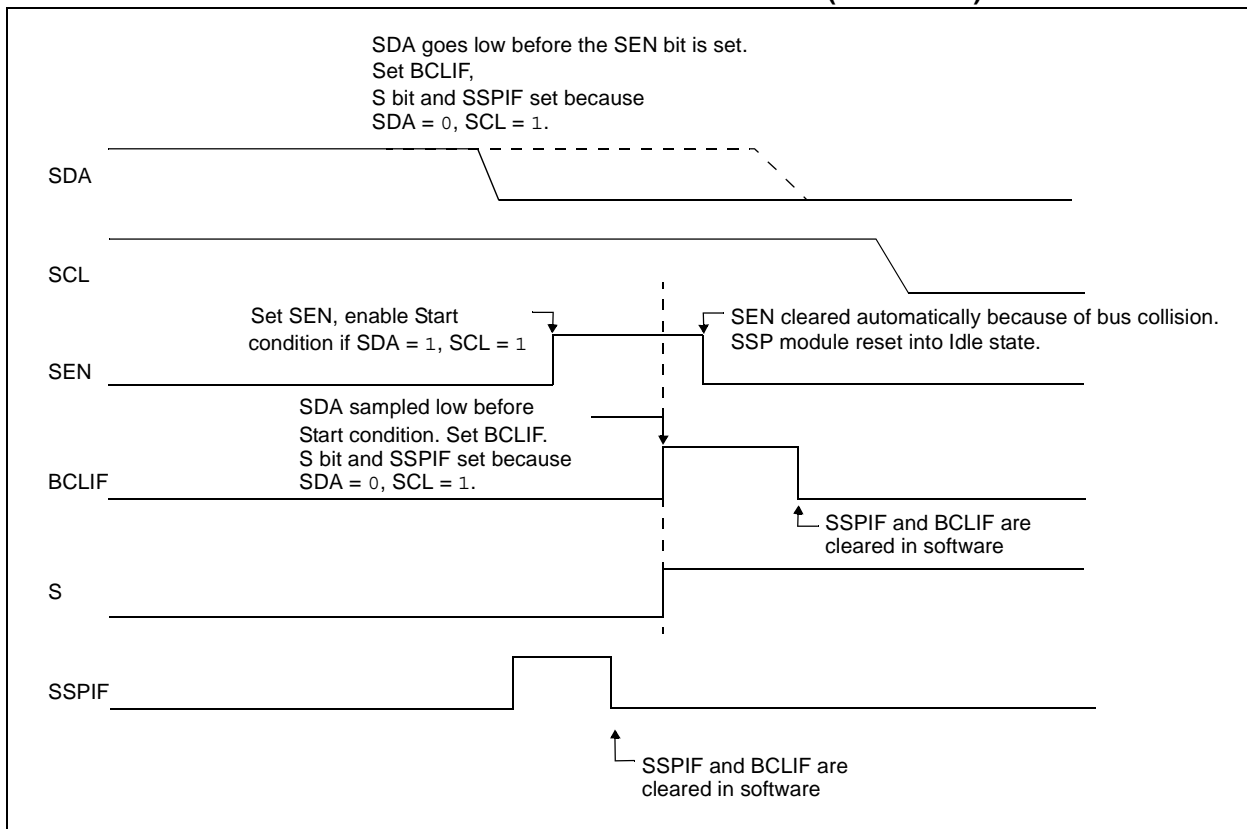 SDA goes low before the SEN bit is set.
Set BCLIF,
S bit and SSPIF set because
SDA = 0, SCL = 1.
SDA
SCL
Set SEN, enable Start
condition if SDA = 1, SCL = 1
SEN cleared automatically because of bus collision.
SSP module reset into Idle state.
SEN
SDA sampled low before
Start condition. Set BCLIF.
S bit and SSPIF set because
SDA = 0, SCL = 1.
BCLIF
SSPIF and BCLIF are
cleared in software
S
SSPIF
SSPIF and BCLIF are
cleared in software